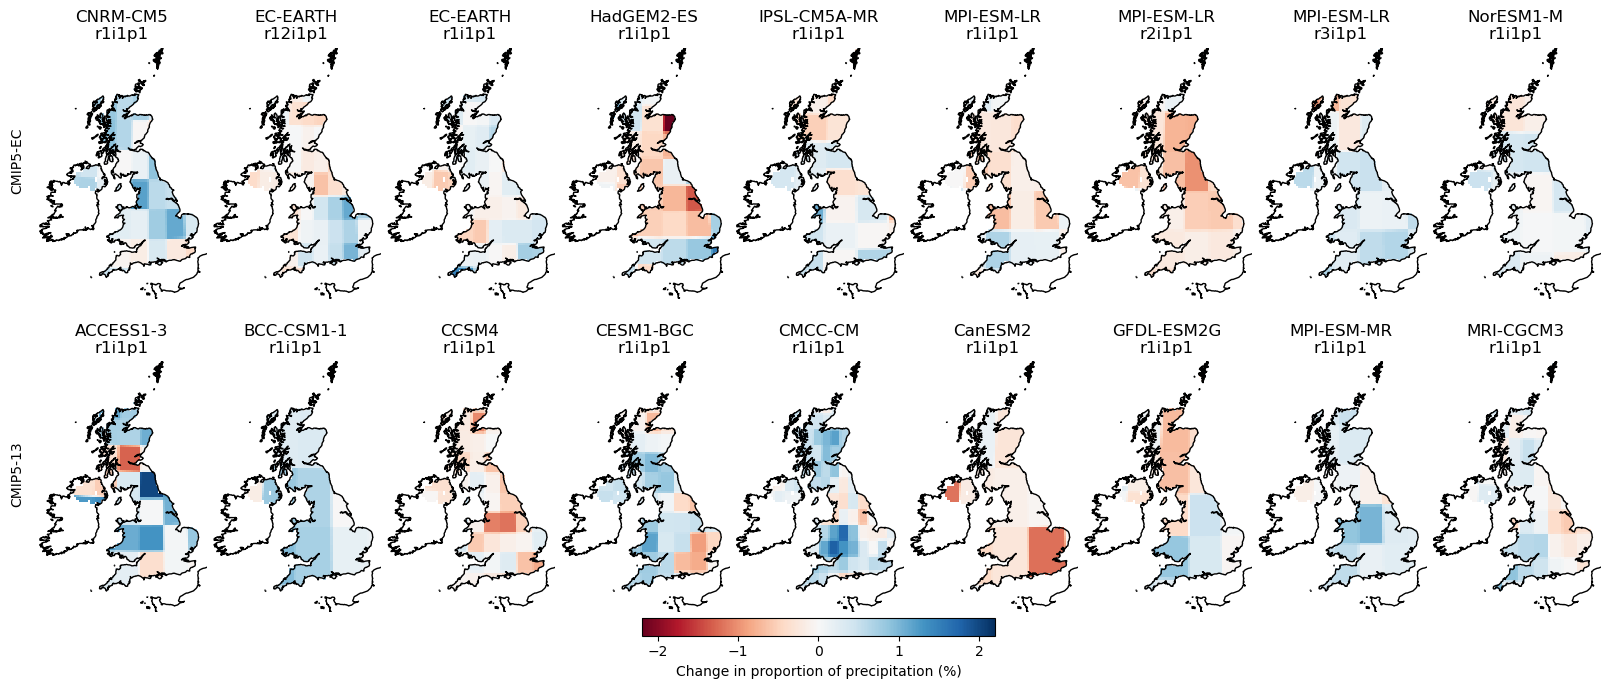 CNRM-CM5 EC-EARTH EC-EARTH HadGEM2-ES IPSL-CM5A-MR MPI-ESM-LR MPI-ESM-LR MPI-ESM-LR NorESM1-M
r1i1p1 r12i1p1 r1i1p1 r1i1p1 r1i1p1 r1i1p1 r2i1p1 r3i1p1 r1i1p1
CMIP5-EC
ACCESS1-3 BCC-CSM1-1 CCSM4 CESM1-BGC CMCC-CM CanESM2 GFDL-ESM2G MPI-ESM-MR MRI-CGCM3
r1i1p1 r1i1p1 r1i1p1 r1i1p1 r1i1p1 r1i1p1 r1i1p1 r1i1p1 r1i1p1
CMIP5-13
−2 −1 0 1 2
Change in proportion of precipitation (%)